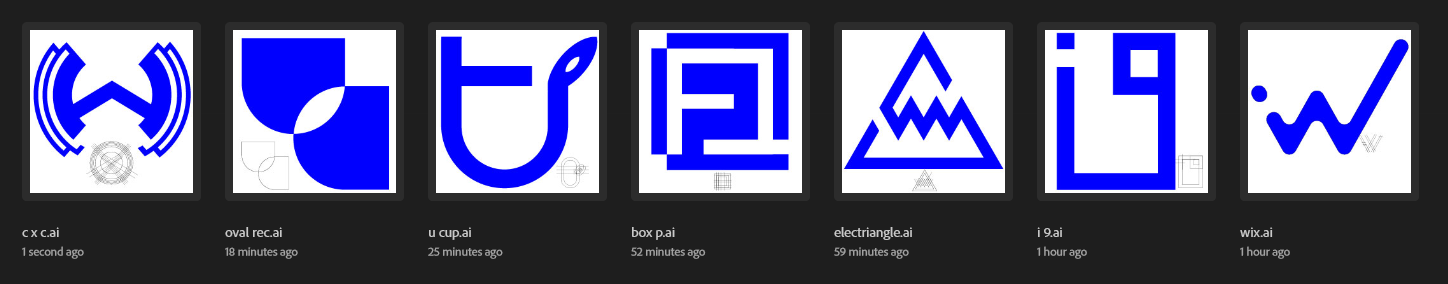 c x c.ai
1 second ago
oval rec.ai
18 minutes ago
u cup.ai
25 minutes ago
box p.ai
52 minutes ago
electriangle.ai
59 minutes ago
i9
i 9.ai
1 hour ago
wix.ai
1 hour ago